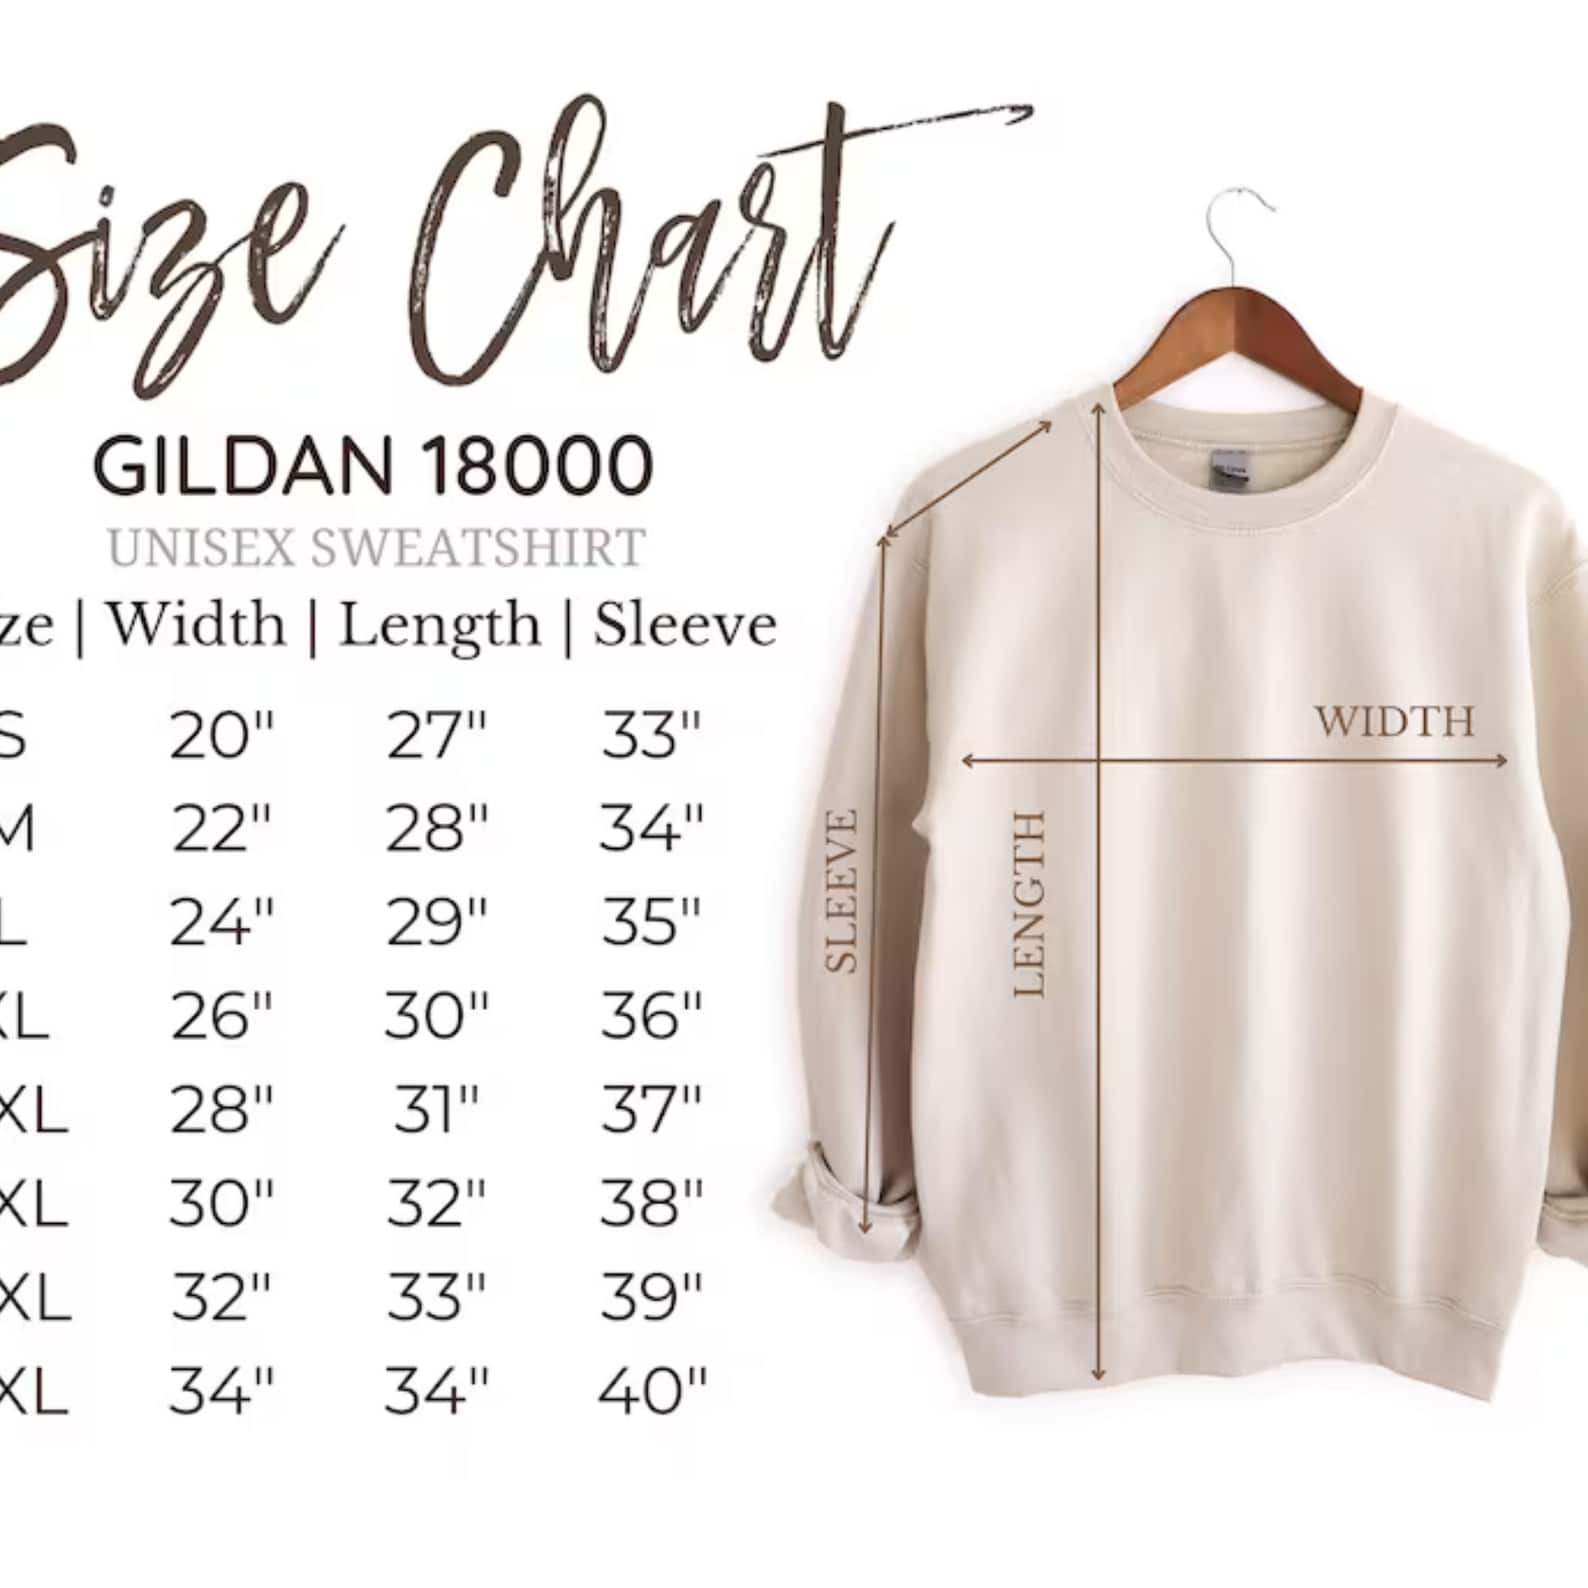 Size Chart
GILDAN 18000
UNISEX SWEATSHIRT
ze | Width | Length | Sleeve
S 20" 27" 33"
M 22" 28" 34"
L 24" 29" 35"
XL 26" 30" 36"
XL 28" 31" 37"
XL 30" 32" 38"
XL 32" 33" 39"
XL 34" 34" 40"
WIDTH
LENGTH
SLEEVE